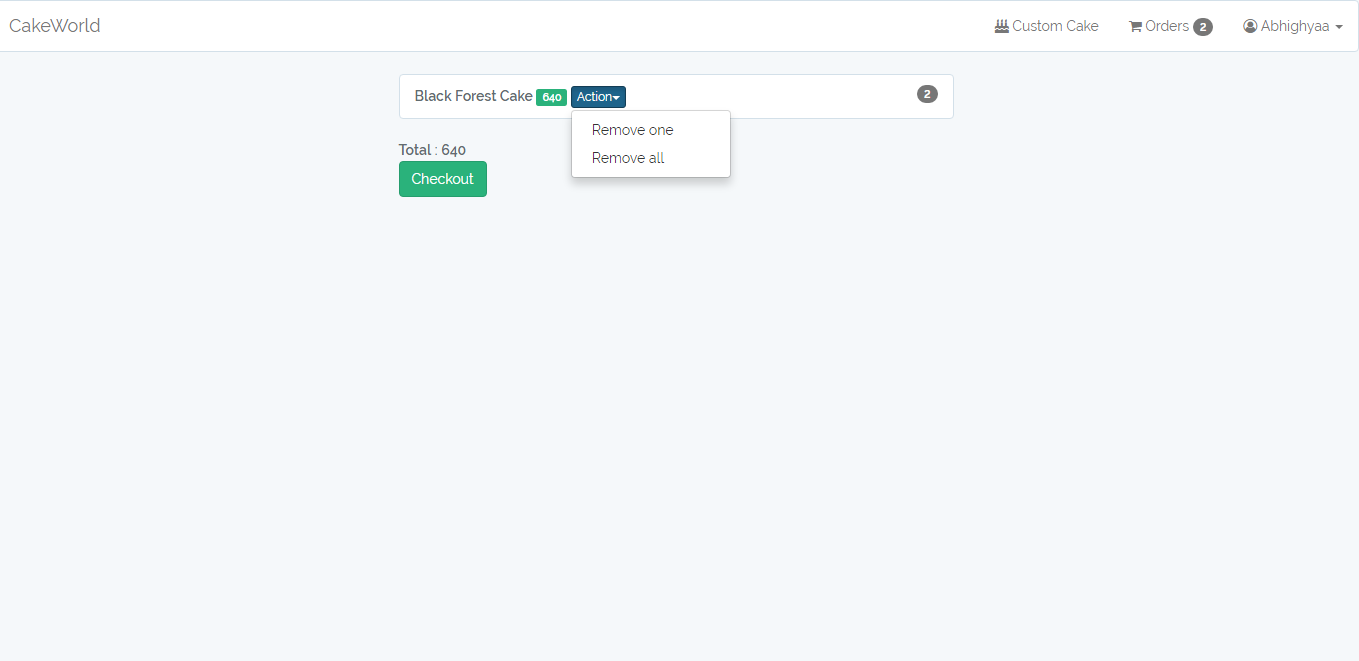 CakeWorld
Custom Cake
Orders 2
Abhighyaa
Black Forest Cake 640 Action
2
Remove one
Remove all
Total : 640
Checkout